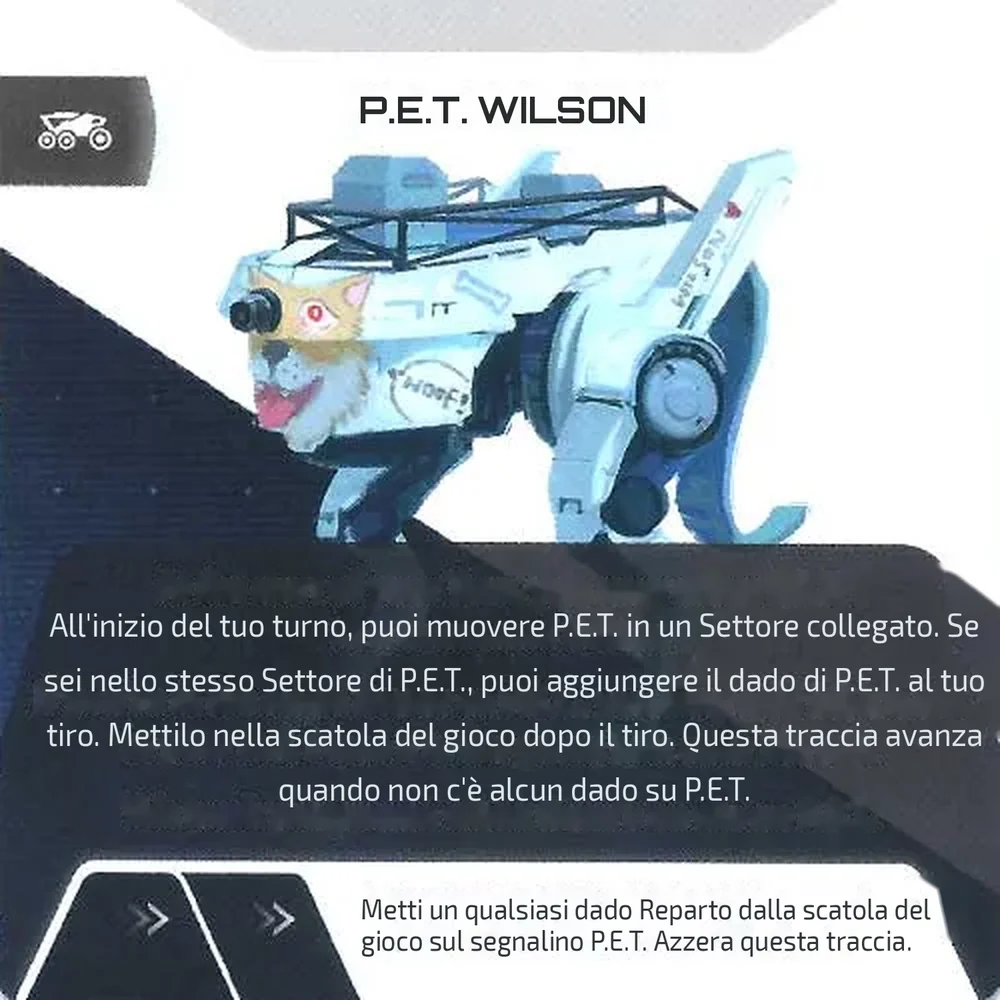 P.E.T. WILSON
WILSON
WOOF!
All'inizio del tuo turno, puoi muovere P.E.T. in un Settore collegato. Se
sei nello stesso Settore di P.E.T., puoi aggiungere il dado di P.E.T. al tuo
tiro. Mettilo nella scatola del gioco dopo il tiro. Questa traccia avanza
quando non c'è alcun dado su P.E.T.
Metti un qualsiasi dado Reparto dalla scatola del
gioco sul segnalino P.E.T. Azzera questa traccia.